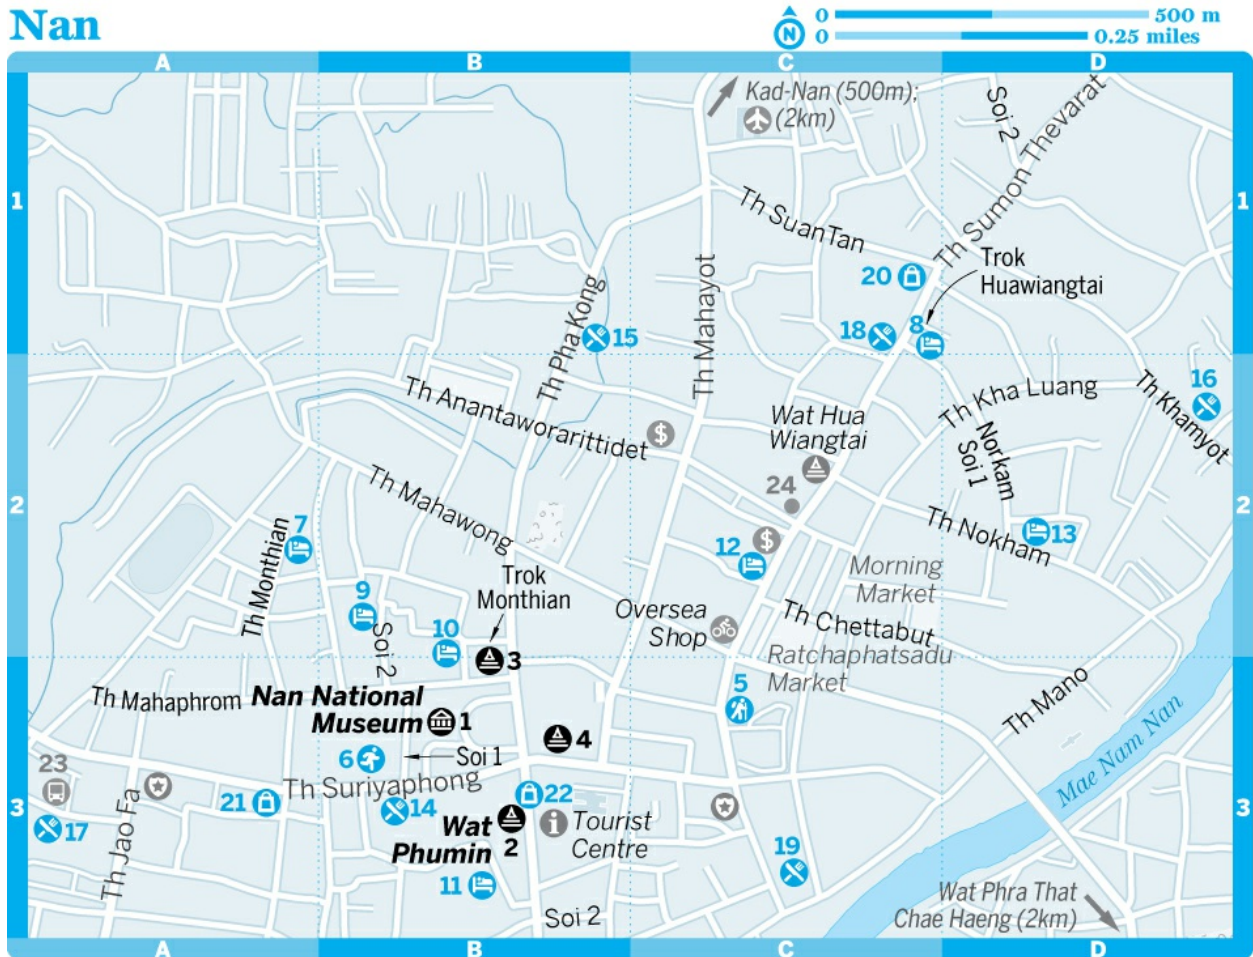 Nan
0 500 m
N
0 0.25 miles
A B C D
1 1
2 2
3 3
Kad-Nan (500m);
(2km)
Soi 2
Th Sumon Thevarat
Th SuanTan
Trok
Huawiangtai
20
18
8
Th Mahayot
Th Pha Kong
15
Th Anantaworarittidet
Th Kha Luang
16
Th Khamyot
Wat Hua
Wiangtai
$
Norkam
Soi 1
24
Th Mahawong
Th Nokham
13
$
12
7
Th Monthian
Morning
Market
Trok
Monthian
9
Soi 2
10
Oversea
Shop
Th Chettabut
3
Ratchaphatsadu
Market
Th Mahaphrom
Nan National
Museum 1
5
Th Mano
Mae Nam Nan
4
6
Soi 1
Th Suriyaphong
23
21
14
22
17
Th Jao Fa
Wat
Phumin 2
i
Tourist
Centre
19
11
Soi 2
Wat Phra That
Chae Haeng (2km)
A B C D